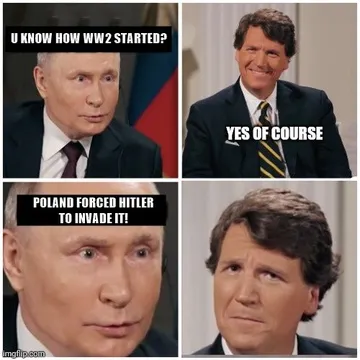 U KNOW HOW WW2 STARTED?
YES OF COURSE
POLAND FORCED HITLER
TO INVADE IT!
imgflip.com